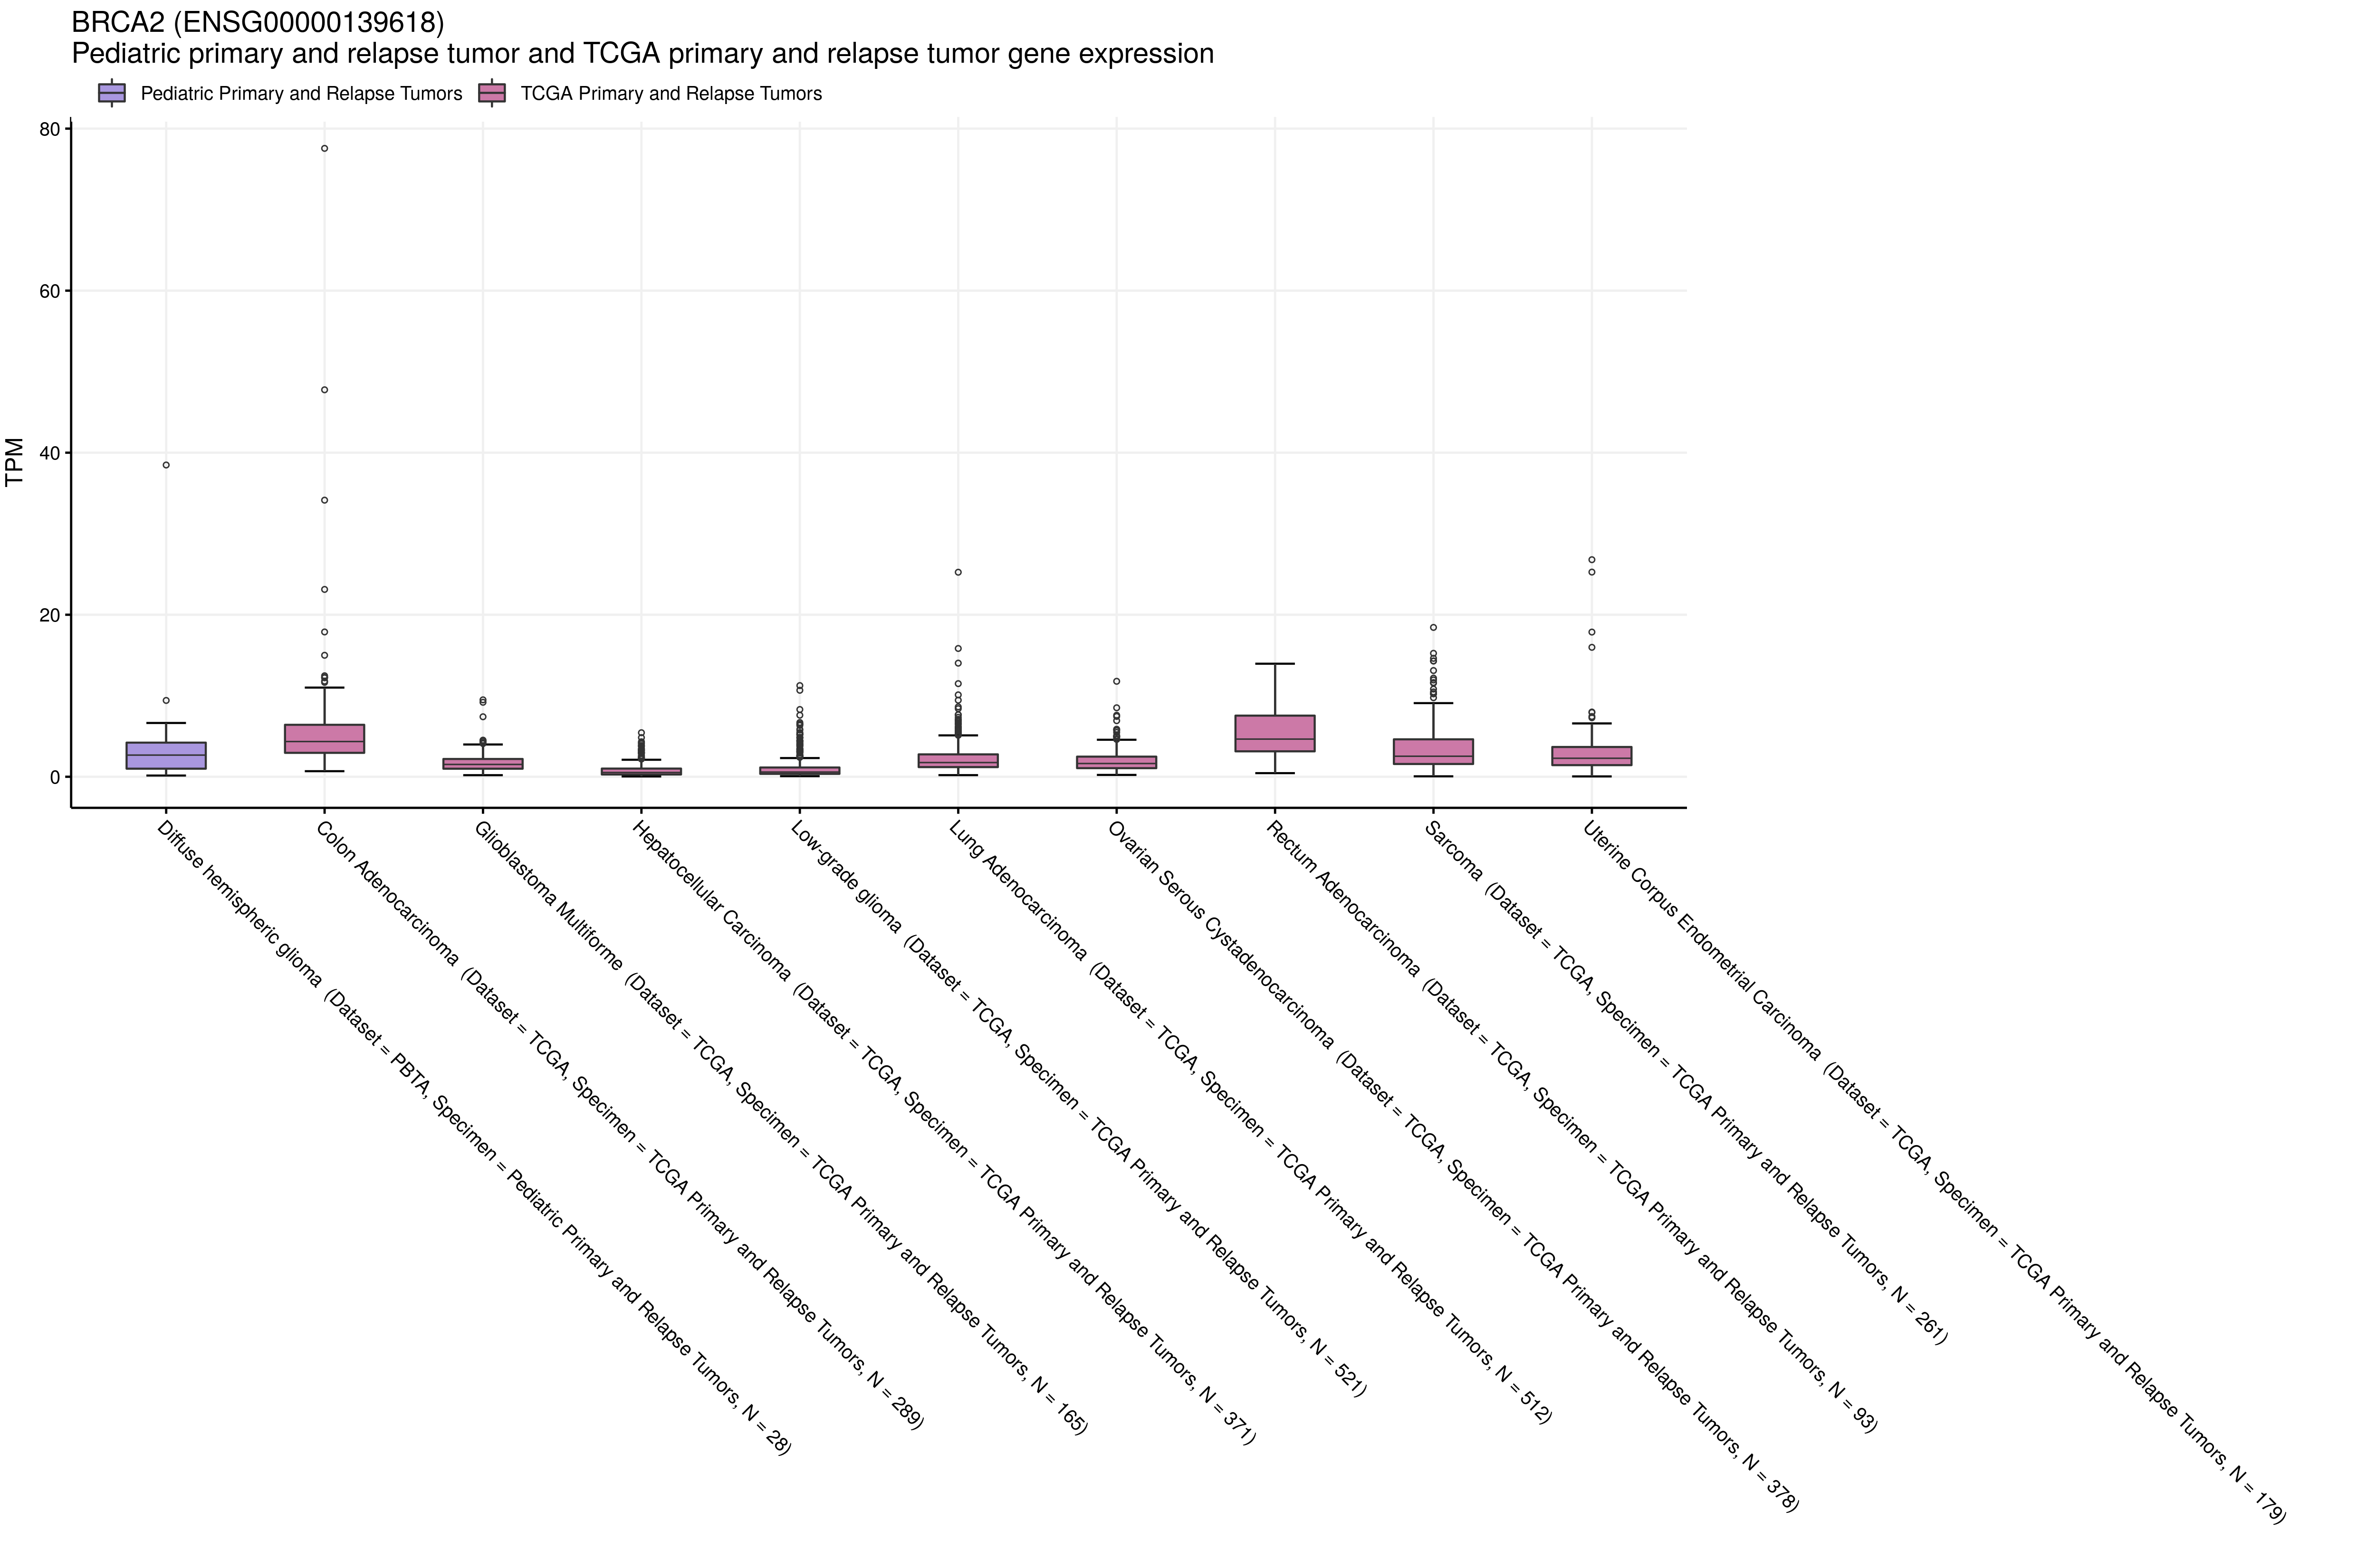 BRCA2 (ENSG00000139618)
Pediatric primary and relapse tumor and TCGA primary and relapse tumor gene expression
Pediatric Primary and Relapse Tumors
TCGA Primary and Relapse Tumors
TPM
80
60
40
20
0
Diffuse hemispheric glioma (Dataset = PBTA, Specimen = Pediatric Primary and Relapse Tumors, N = 28)
Colon Adenocarcinoma (Dataset = TCGA, Specimen = TCGA Primary and Relapse Tumors, N = 289)
Glioblastoma Multiforme (Dataset = TCGA, Specimen = TCGA Primary and Relapse Tumors, N = 165)
Hepatocellular Carcinoma (Dataset = TCGA, Specimen = TCGA Primary and Relapse Tumors, N = 371)
Low-grade glioma (Dataset = TCGA, Specimen = TCGA Primary and Relapse Tumors, N = 521)
Lung Adenocarcinoma (Dataset = TCGA, Specimen = TCGA Primary and Relapse Tumors, N = 512)
Ovarian Serous Cystadenocarcinoma (Dataset = TCGA, Specimen = TCGA Primary and Relapse Tumors, N = 378)
Rectum Adenocarcinoma (Dataset = TCGA, Specimen = TCGA Primary and Relapse Tumors, N = 93)
Sarcoma (Dataset = TCGA, Specimen = TCGA Primary and Relapse Tumors, N = 261)
Uterine Corpus Endometrial Carcinoma (Dataset = TCGA, Specimen = TCGA Primary and Relapse Tumors, N = 179)